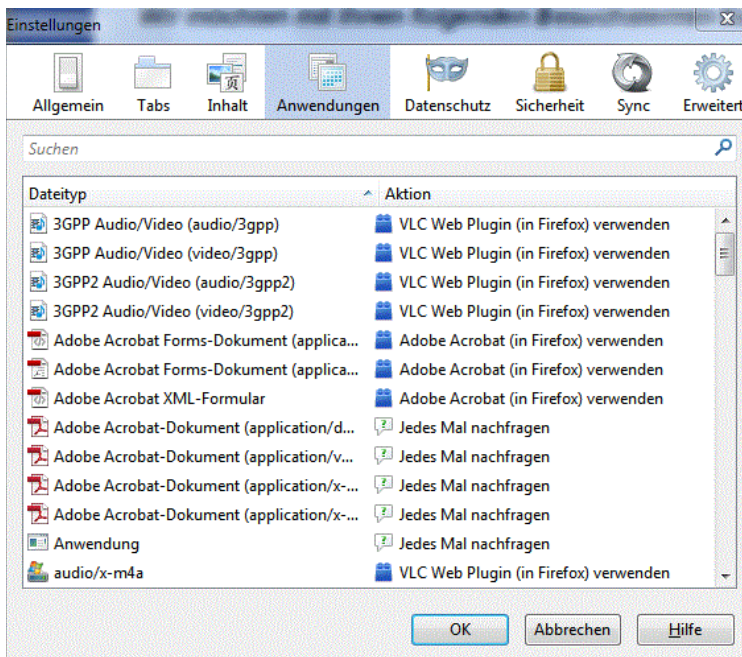 Einstellungen
Allgemein Tabs Inhalt Anwendungen Datenschutz Sicherheit Sync Erweitert
Suchen
Dateityp Aktion
3GPP Audio/Video (audio/3gpp) VLC Web Plugin (in Firefox) verwenden
3GPP Audio/Video (video/3gpp) VLC Web Plugin (in Firefox) verwenden
3GPP2 Audio/Video (audio/3gpp2) VLC Web Plugin (in Firefox) verwenden
3GPP2 Audio/Video (video/3gpp2) VLC Web Plugin (in Firefox) verwenden
Adobe Acrobat Forms-Dokument (applica... Adobe Acrobat (in Firefox) verwenden
Adobe Acrobat Forms-Dokument (applica... Adobe Acrobat (in Firefox) verwenden
Adobe Acrobat XML-Formular Adobe Acrobat (in Firefox) verwenden
Adobe Acrobat-Dokument (application/d... Jedes Mal nachfragen
Adobe Acrobat-Dokument (application/v... Jedes Mal nachfragen
Adobe Acrobat-Dokument (application/x-... Jedes Mal nachfragen
Adobe Acrobat-Dokument (application/x-... Jedes Mal nachfragen
Anwendung Jedes Mal nachfragen
audio/x-m4a VLC Web Plugin (in Firefox) verwenden
OK Abbrechen Hilfe